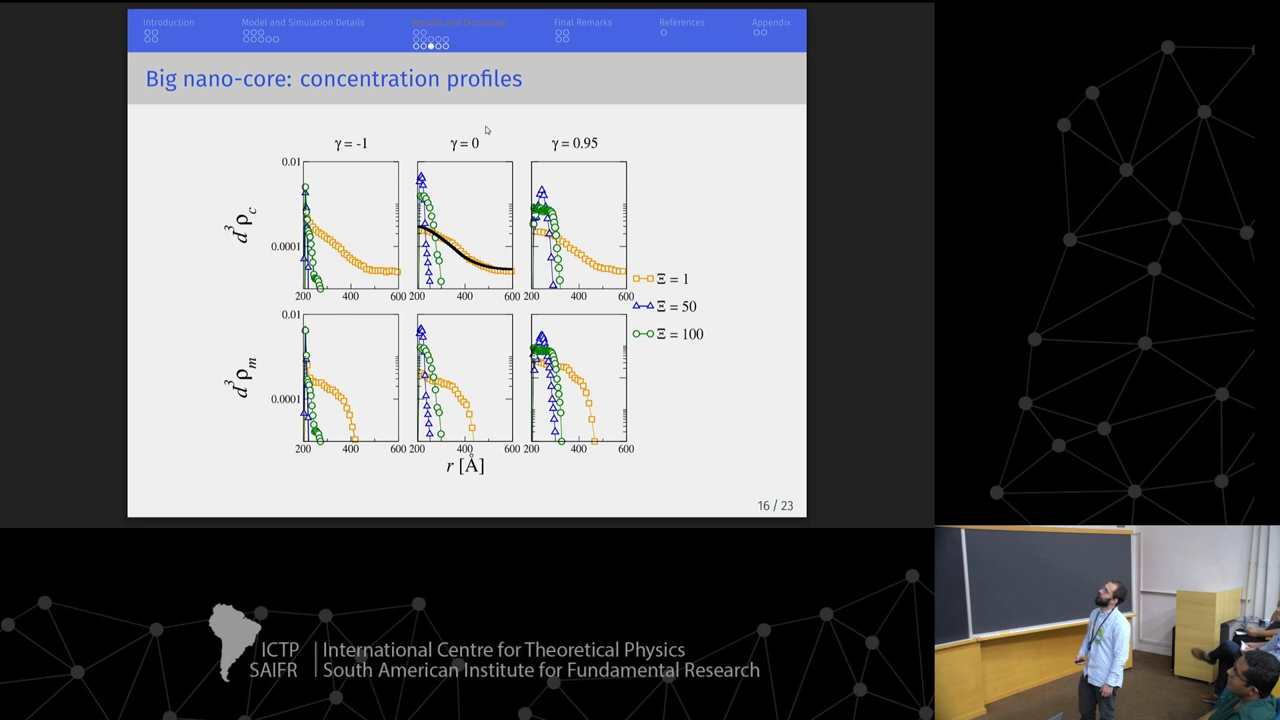 Introduction Model and Simulation Details Results and Discussion Final Remarks References Appendix
Big nano-core: concentration profiles
γ = -1 γ = 0 γ = 0.95
0.01
d³ρc
0.0001
200 400 600 200 400 600 200 400 600
Ξ = 1
Ξ = 50
Ξ = 100
0.01
d³ρm
0.0001
200 400 600 200 400 600 200 400 600
r [Å]
16 / 23
ICTP International Centre for Theoretical Physics
SAIFR South American Institute for Fundamental Research